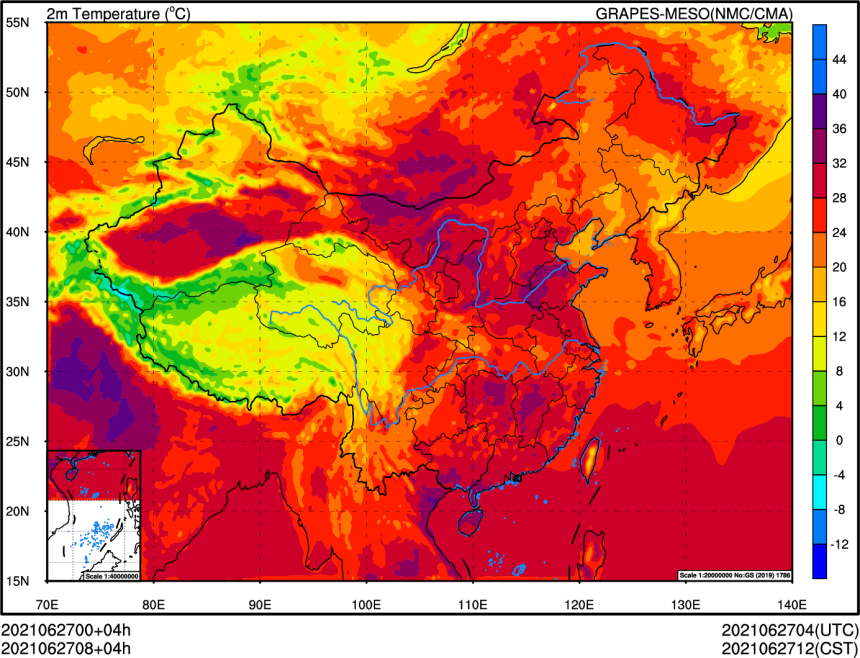 2m Temperature (°C) GRAPES-MESO(NMC/CMA)
55N
50N
45N
40N
35N
30N
25N
20N
15N
70E 80E 90E 100E 110E 120E 130E 140E
44
40
36
32
28
24
20
16
12
8
4
0
-4
-8
-12
Scale 1:40000000
Scale 1:20000000 No:GS (2019) 1786
2021062700+04h 2021062704(UTC)
2021062708+04h 2021062712(CST)